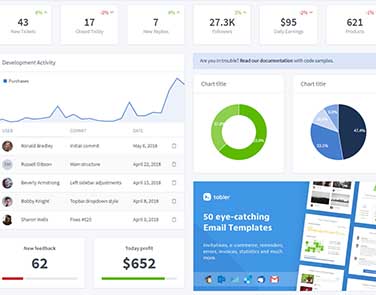 6%
43
New Tickets
-3%
17
Closed Today
9%
7
New Replies
3%
27.3K
Followers
-2%
$95
Daily Earnings
-1%
621
Products
Development Activity
Purchases
USER COMMIT DATE
Ronald Bradley Initial commit May 6, 2018
Russell Gibson Main structure April 22, 2018
Beverly Armstrong Left sidebar adjustments April 15, 2018
Bobby Knight Topbar dropdown style April 8, 2018
Sharon Wells Fixes #625 April 9, 2018
New feedback
62
Today profit
$652
Are you in trouble? Read our documentation with code samples.
Chart title
63.0%
Chart title
47.4%
33.2%
tabler
50 eye-catching
Email Templates
Invitations, e-commerce, reminders,
errors, invoices, statistics and much
more.